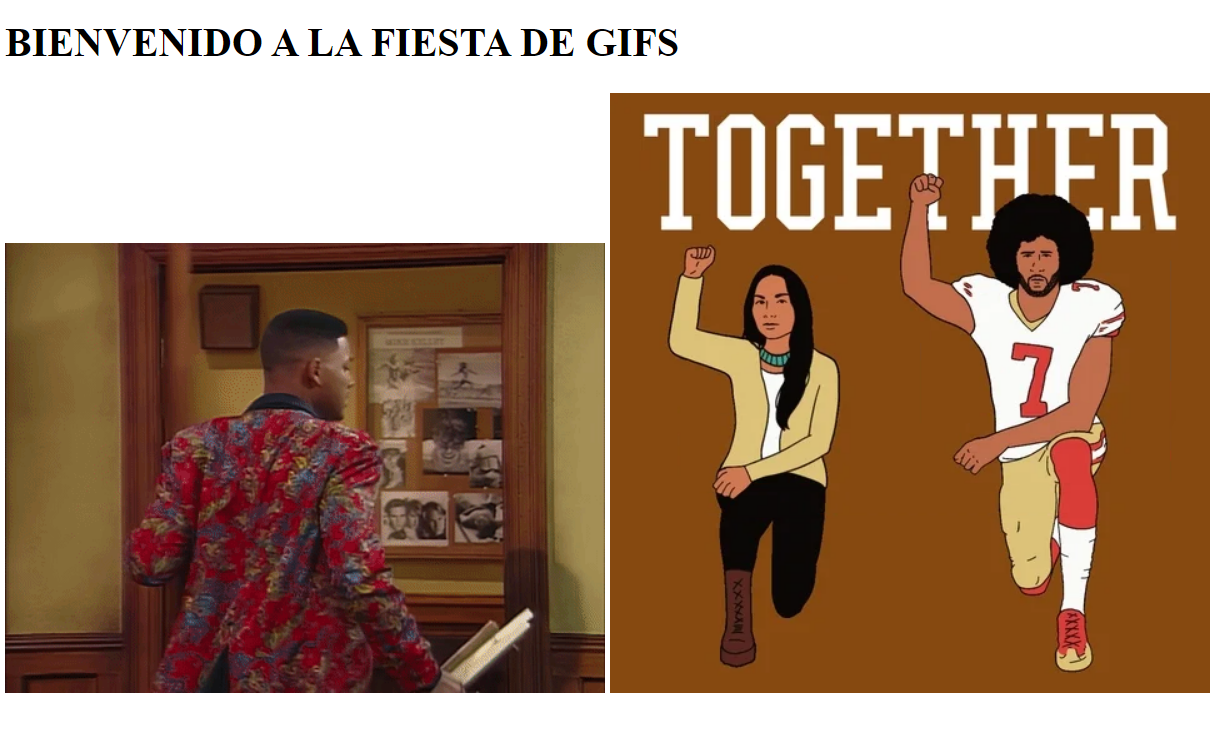 BIENVENIDO A LA FIESTA DE GIFS
TOGETHER
7